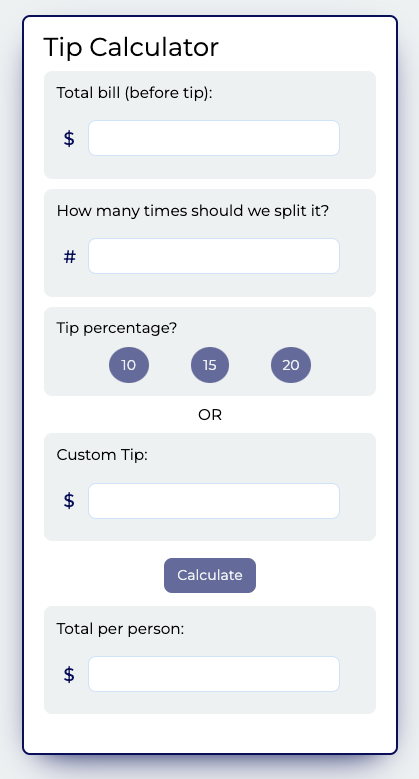 Tip Calculator
Total bill (before tip):
$
How many times should we split it?
#
Tip percentage?
10 15 20
OR
Custom Tip:
$
Calculate
Total per person:
$